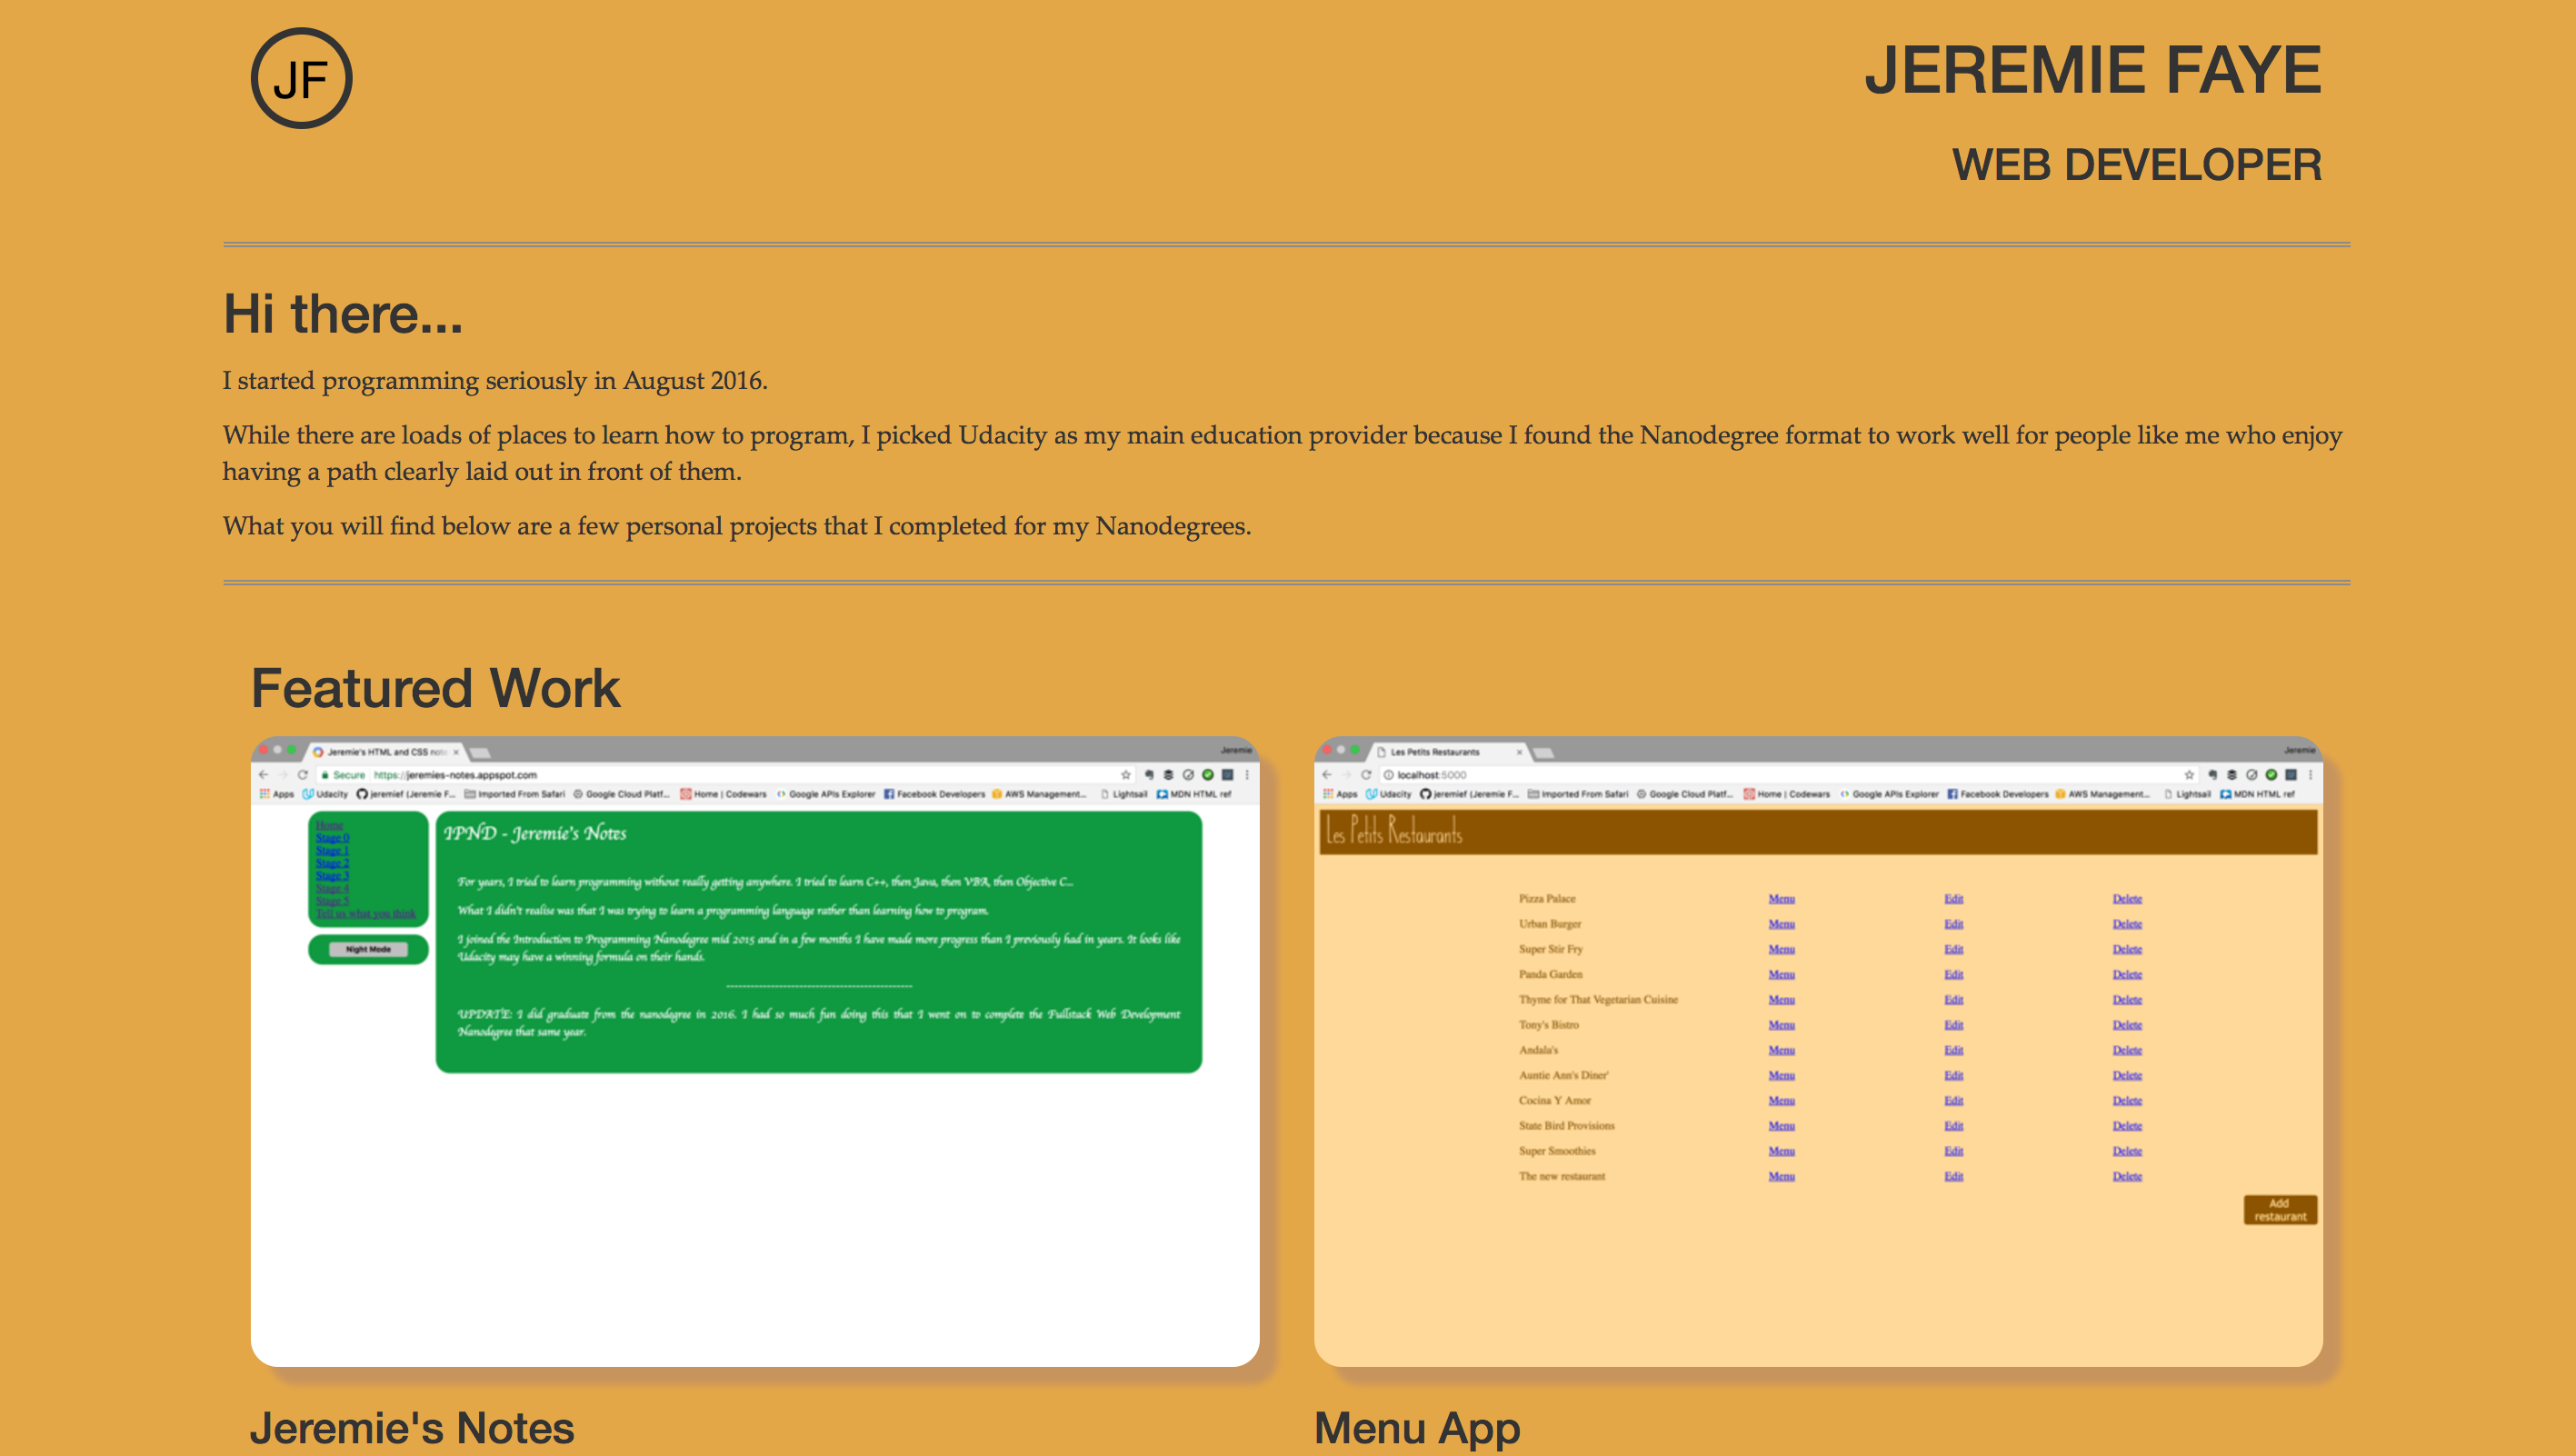 JF
JEREMIE FAYE
WEB DEVELOPER
Hi there...
I started programming seriously in August 2016.
While there are loads of places to learn how to program, I picked Udacity as my main education provider because I found the Nanodegree format to work well for people like me who enjoy
having a path clearly laid out in front of them.
What you will find below are a few personal projects that I completed for my Nanodegrees.
Featured Work
Jeremie's HTML and CSS not
Jeremie
Secure https://jeremies-notes.appspot.com
Apps Udacity jeremief (Jeremie F... Imported From Safari Google Cloud Platf... Home | Codewars Google APIs Explorer Facebook Developers AWS Management... Lightsail MDN HTML ref
Home
Stage 0
Stage 1
Stage 2
Stage 3
Stage 4
Stage 5
Tell us what you think
Night Mode
IPND - Jeremie's Notes
For years, I tried to learn programming without really getting anywhere. I tried to learn C++, then Java, then VBA, then Objective C...
What I didn't realise was that I was trying to learn a programming language rather than learning how to program.
I joined the Introduction to Programming Nanodegree mid 2015 and in a few months I have made more progress than I previously had in years. It looks like
Udacity may have a winning formula on their hands.
UPDATE: I did graduate from the nanodegree in 2016. I had so much fun doing this that I went on to complete the Fullstack Web Development
Nanodegree that same year.
Jeremie's Notes
Les Petits Restaurants
Jeremie
localhost:5000
Apps Udacity jeremief (Jeremie F... Imported From Safari Google Cloud Platf... Home | Codewars Google APIs Explorer Facebook Developers AWS Management... Lightsail MDN HTML ref
Les Petits Restaurants
Pizza Palace Menu Edit Delete
Urban Burger Menu Edit Delete
Super Stir Fry Menu Edit Delete
Panda Garden Menu Edit Delete
Thyme for That Vegetarian Cuisine Menu Edit Delete
Tony's Bistro Menu Edit Delete
Andala's Menu Edit Delete
Auntie Ann's Diner' Menu Edit Delete
Cocina Y Amor Menu Edit Delete
State Bird Provisions Menu Edit Delete
Super Smoothies Menu Edit Delete
The new restaurant Menu Edit Delete
Add
restaurant
Menu App